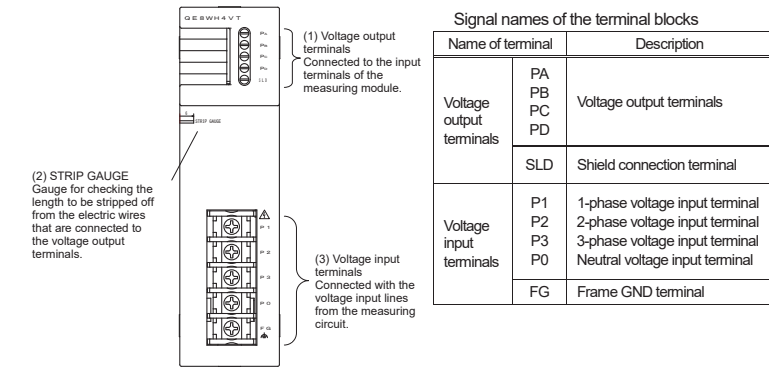 QE8WH4VT
PA
PB
PC
PD
SLD
(1) Voltage output
terminals
Connected to the input
terminals of the
measuring module.
6
STRIP GAUGE
(2) STRIP GAUGE
Gauge for checking the
length to be stripped off
from the electric wires
that are connected to
the voltage output
terminals.
P1
P2
P3
P0
FG
(3) Voltage input
terminals
Connected with the
voltage input lines
from the measuring
circuit.
Signal names of the terminal blocks
Name of terminal Description
Voltage output terminals
PA
PB
PC
PD
Voltage output terminals
SLD Shield connection terminal
Voltage input terminals
P1 1-phase voltage input terminal
P2 2-phase voltage input terminal
P3 3-phase voltage input terminal
P0 Neutral voltage input terminal
FG Frame GND terminal